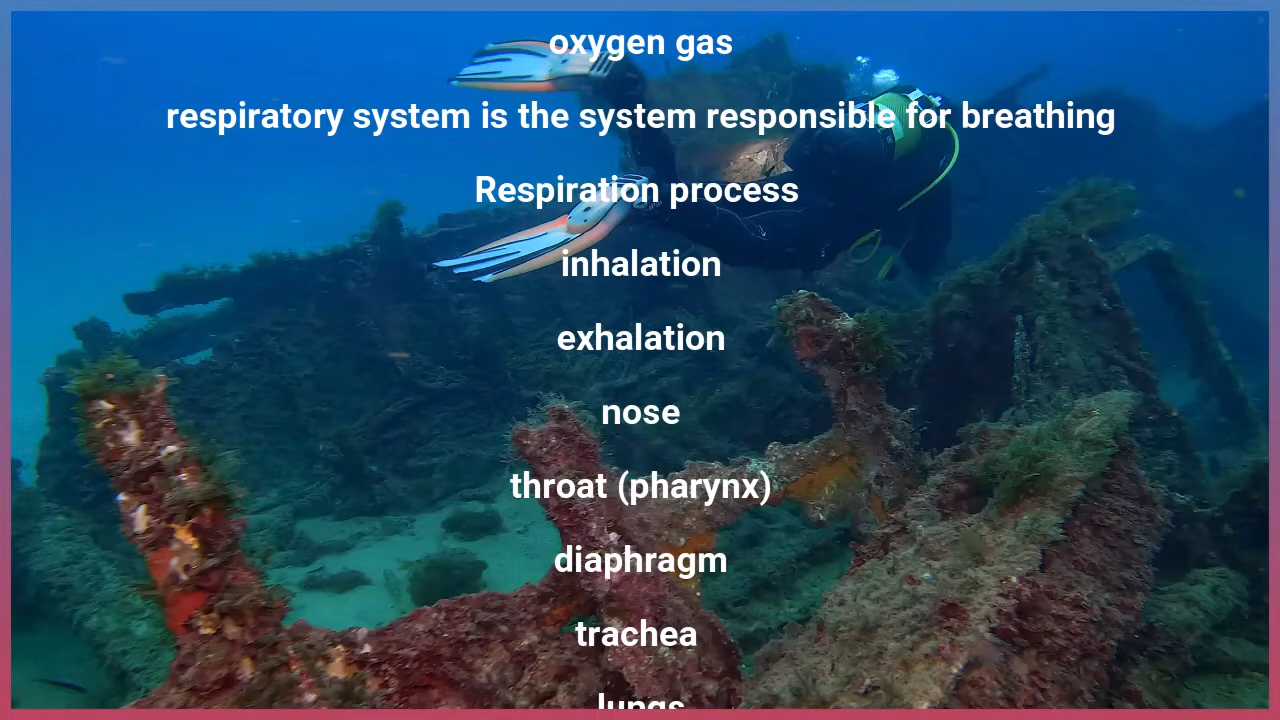 oxygen gas
respiratory system is the system responsible for breathing
Respiration process
inhalation
exhalation
nose
throat (pharynx)
diaphragm
trachea
lungs